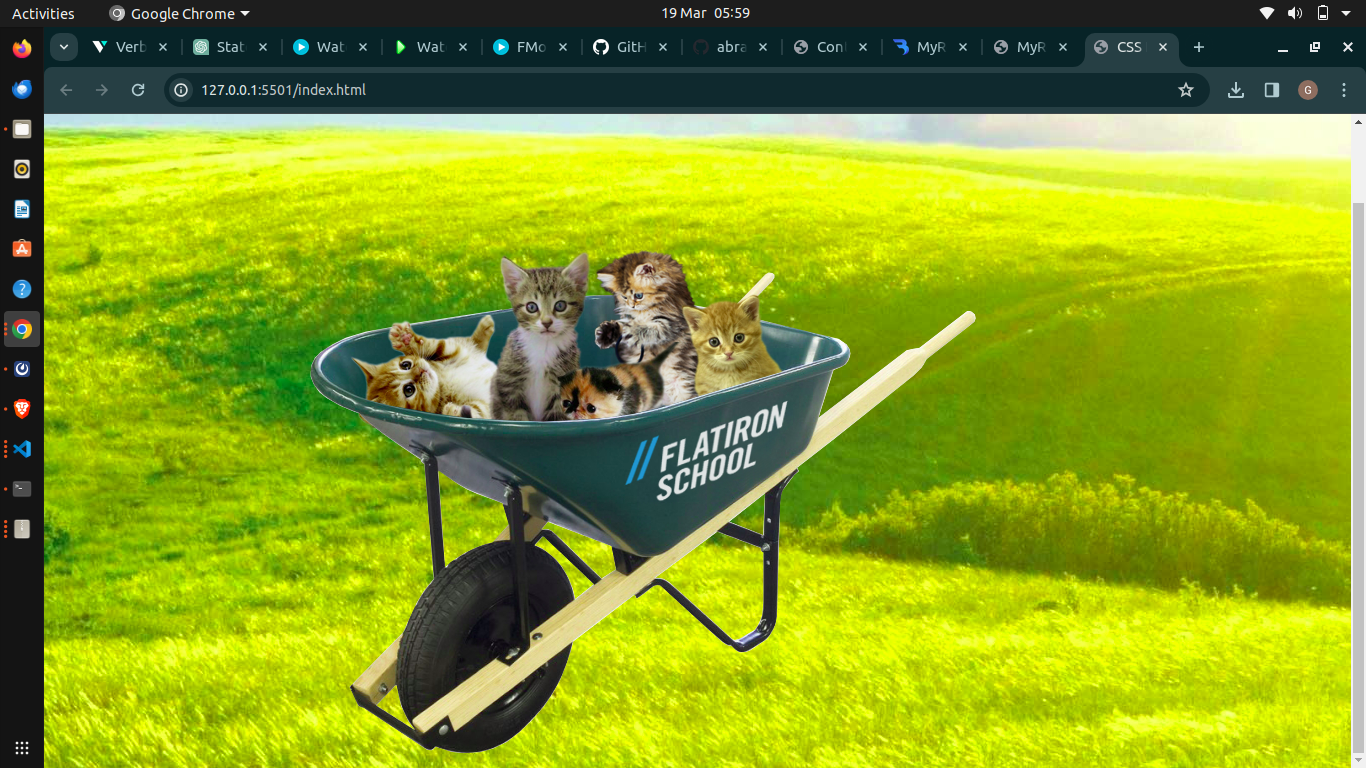 Activities
Google Chrome
19 Mar 05:59
Verb
Stat
Wat
Wat
FMo
GitH
abra
Con
MyR
MyR
CSS
127.0.0.1:5501/index.html
G
// FLATIRON
SCHOOL